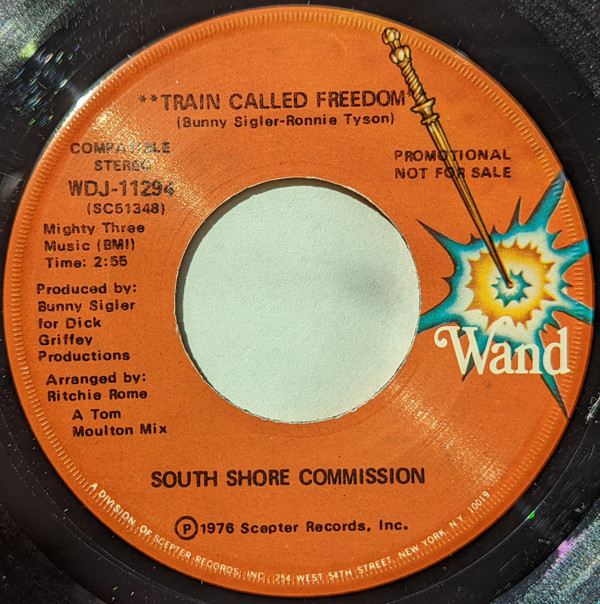 **TRAIN CALLED FREEDOM*
(Bunny Sigler-Ronnie Tyson)
COMPATIBLE
STEREO
WDJ-11294
(SC51348)
Mighty Three
Music (BMI)
Time: 2:55
PROMOTIONAL
NOT FOR SALE
Produced by:
Bunny Sigler
for Dick
Griffey
Productions
Arranged by:
Ritchie Rome
A Tom
Moulton Mix
Wand
SOUTH SHORE COMMISSION
Ⓟ1976 Scepter Records, Inc.
A DIVISION OF SCEPTER RECORDS, INC., 254 WEST 54TH STREET, NEW YORK, N.Y. 10019